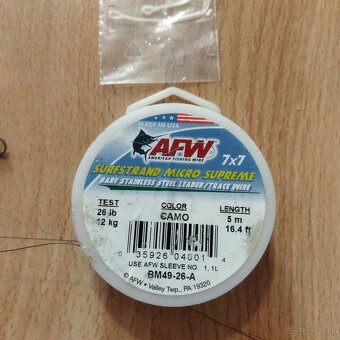 MADE IN USA
AFW
AMERICAN FISHING WIRE
7x7
SURFSTRAND MICRO SUPREME
BARE STAINLESS STEEL LEADER/TRACE WIRE
TEST COLOR LENGTH
26 lb CAMO 5 m
12 kg 16.4 ft
0 35926 04001 4
USE AFW SLEEVE NO. 1, 1L
BM49-26-A
© AFW • Valley Twp., PA 19320